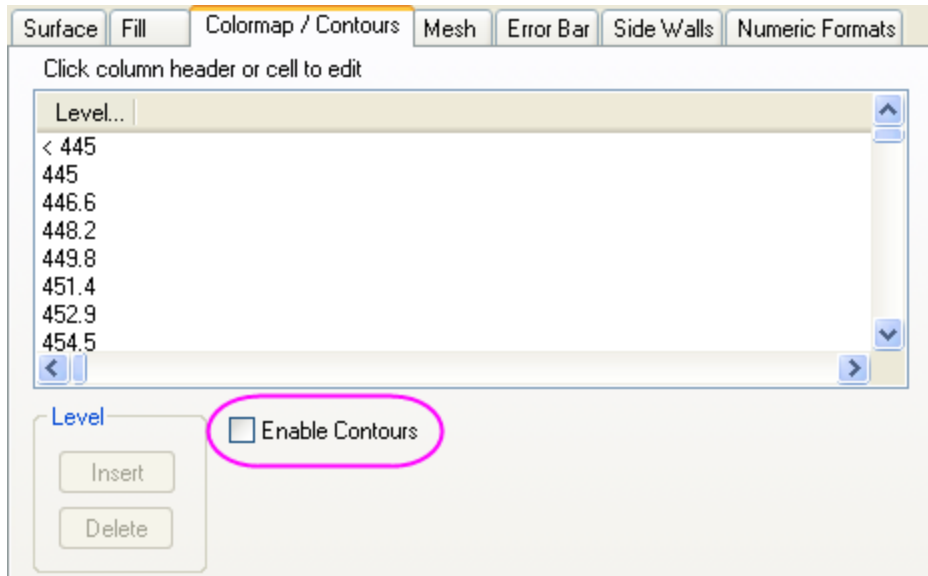 Surface Fill Colormap / Contours Mesh Error Bar Side Walls Numeric Formats
Click column header or cell to edit
Level...
< 445
445
446.6
448.2
449.8
451.4
452.9
454.5
Level
Enable Contours
Insert
Delete